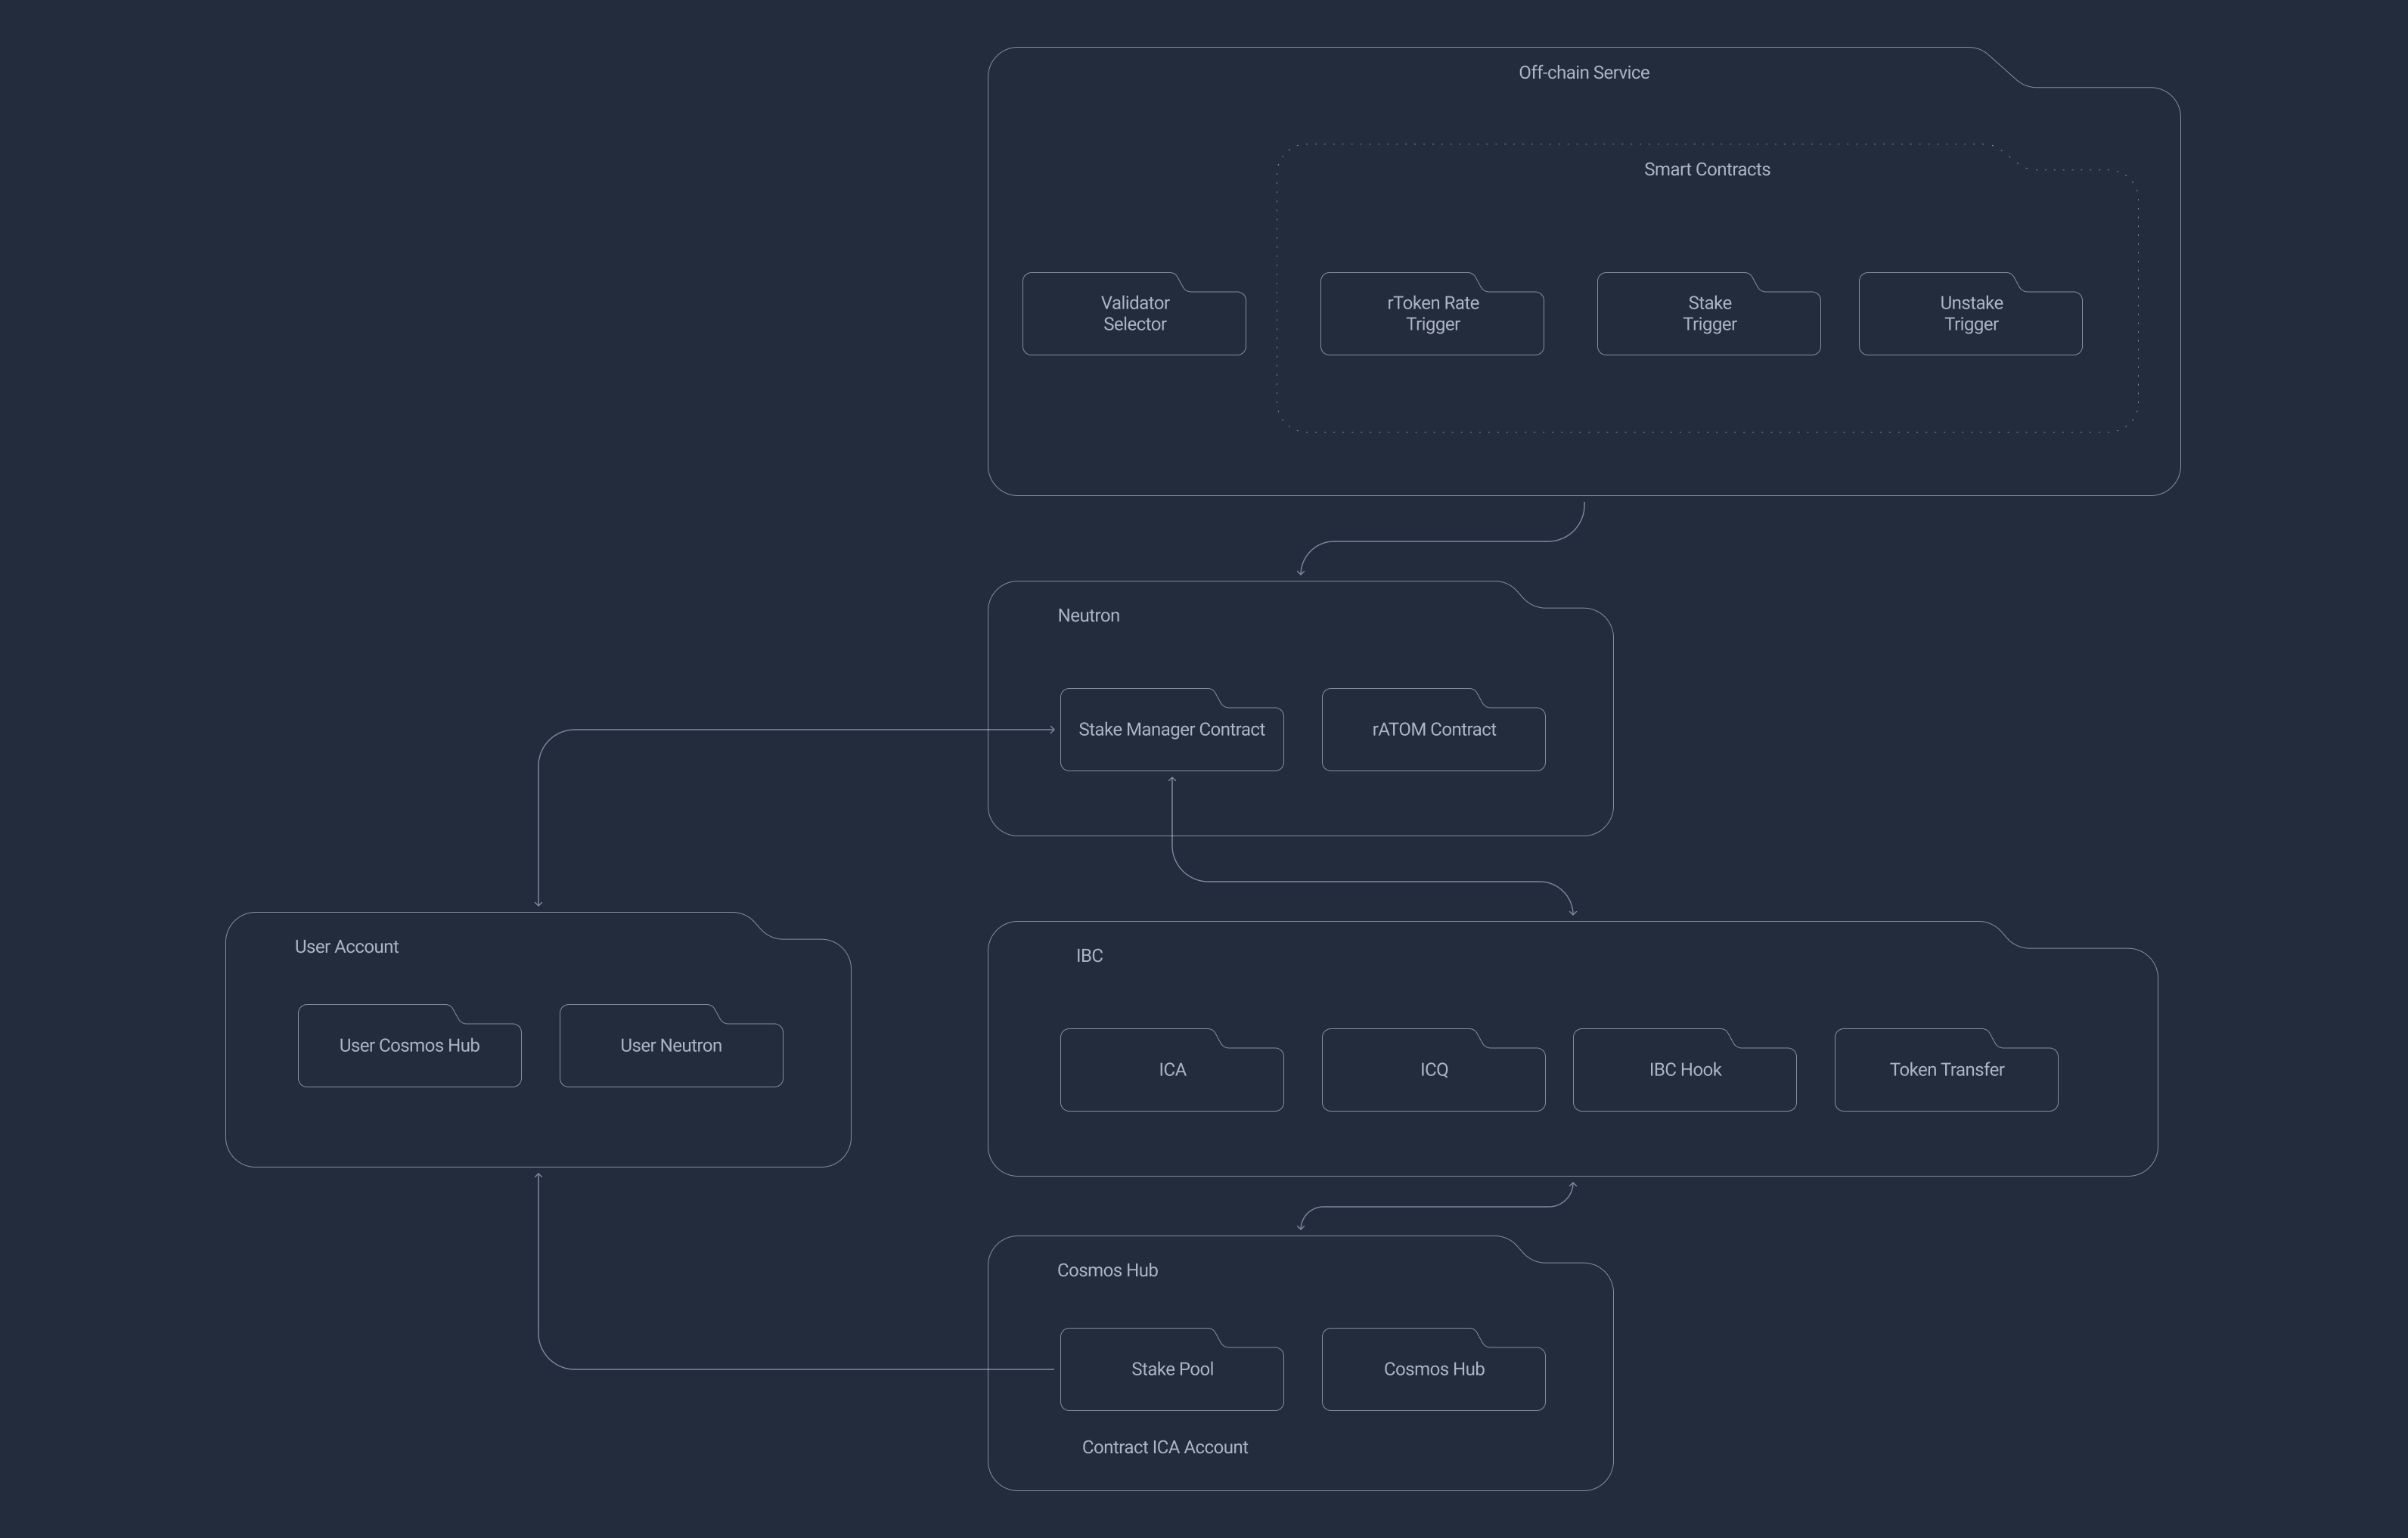 Off-chain Service
Smart Contracts
Validator
Selector
rToken Rate
Trigger
Stake
Trigger
Unstake
Trigger
Neutron
Stake Manager Contract
rATOM Contract
User Account
User Cosmos Hub
User Neutron
IBC
ICA
ICQ
IBC Hook
Token Transfer
Cosmos Hub
Stake Pool
Cosmos Hub
Contract ICA Account